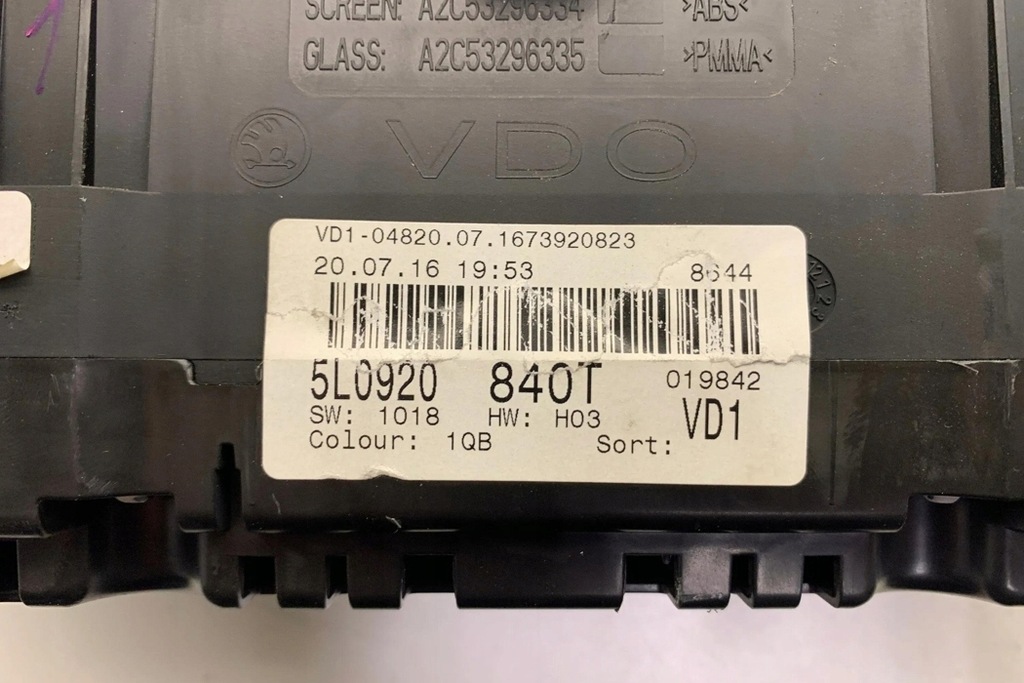 SCREEN: A2C53296334 >ABS<
GLASS: A2C53296335 >PMMA<
VDO
VD1-04820.07.1673920823
20.07.16 19:53 8644
5L0920 840T 019842
SW: 1018 HW: H03 VD1
Colour: 1QB Sort: